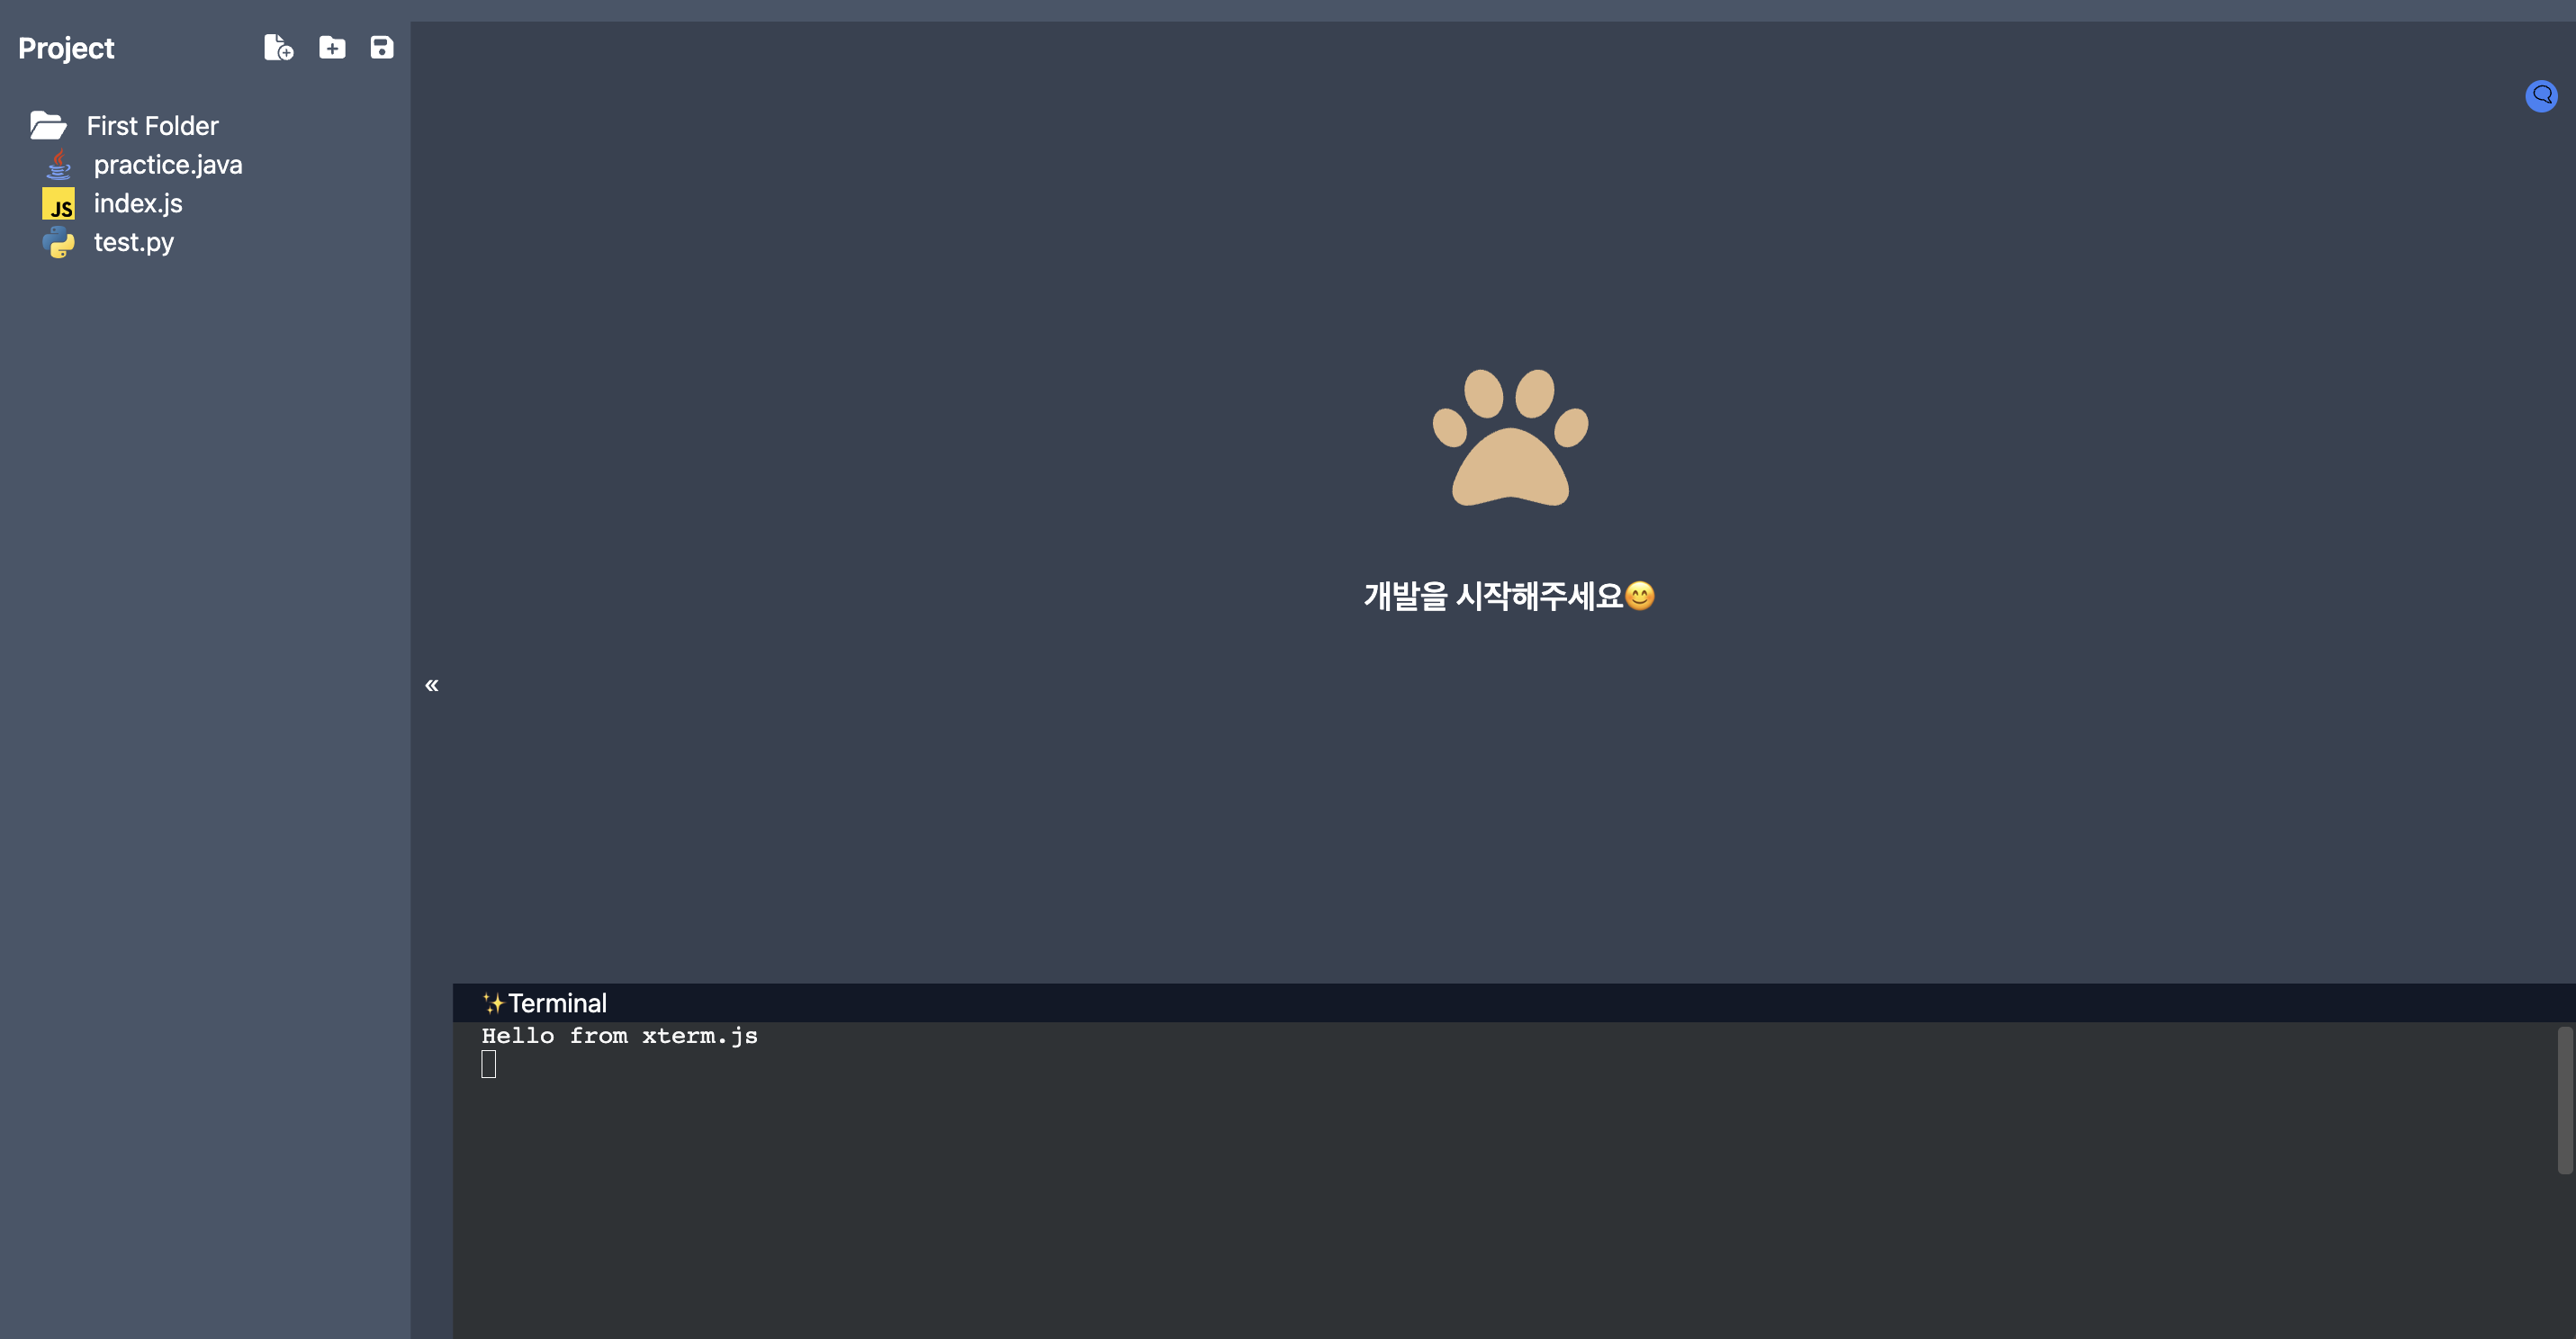 Project
First Folder
practice.java
JS index.js
test.py
개발을 시작해주세요😊
«
✨Terminal
Hello from xterm.js